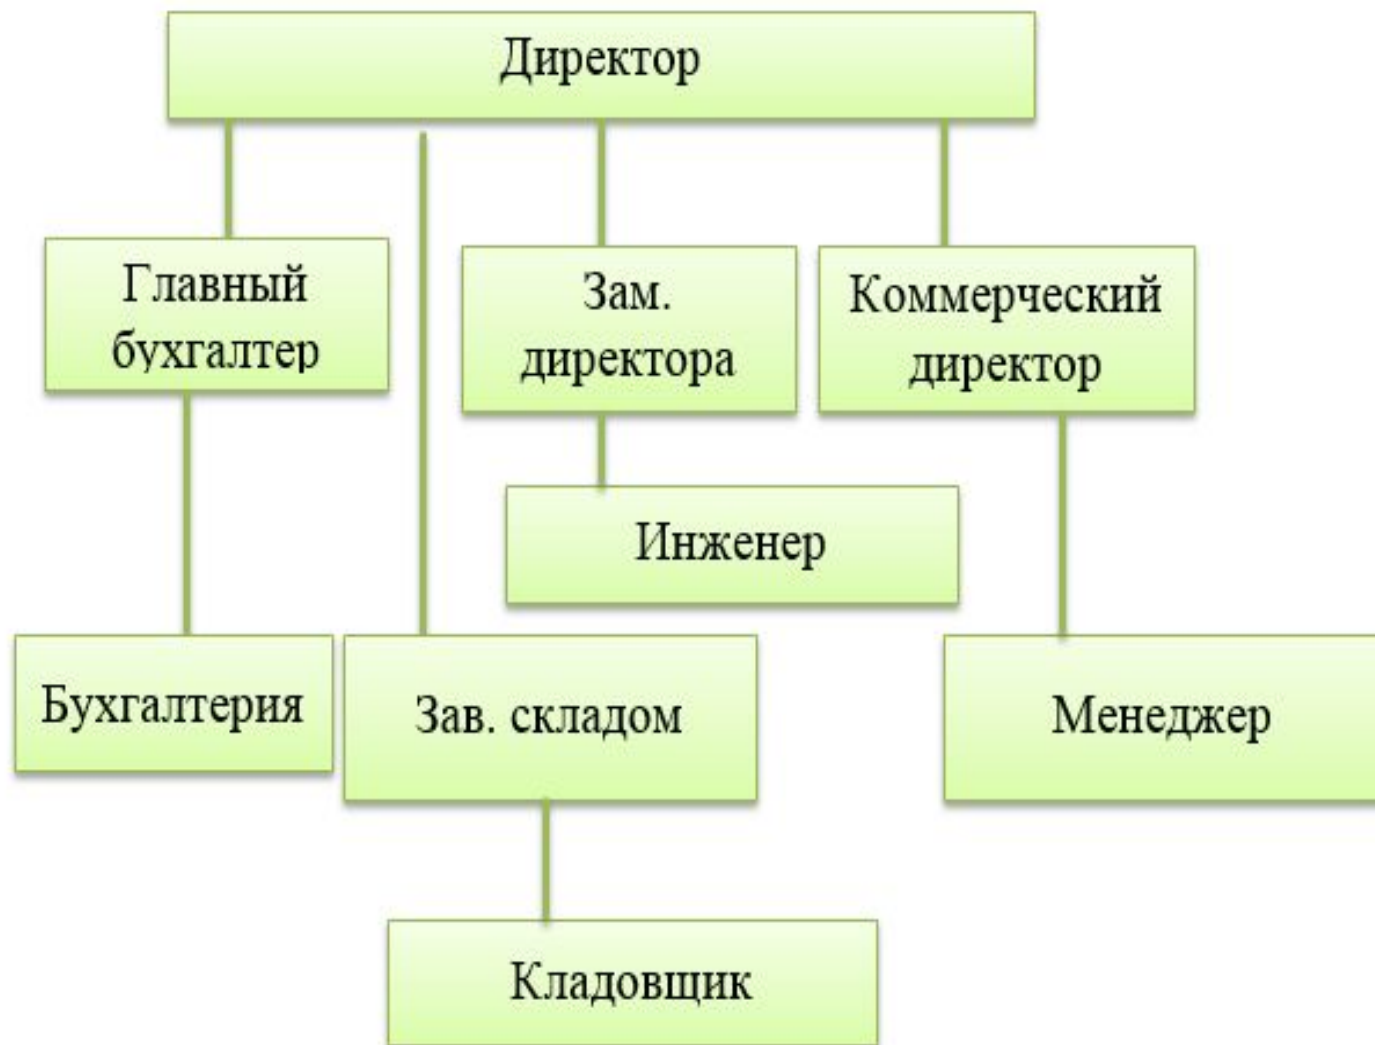 Директор
Главный
бухгалтер
Зам.
директора
Коммерческий
директор
Инженер
Бухгалтерия
Зав. складом
Менеджер
Кладовщик